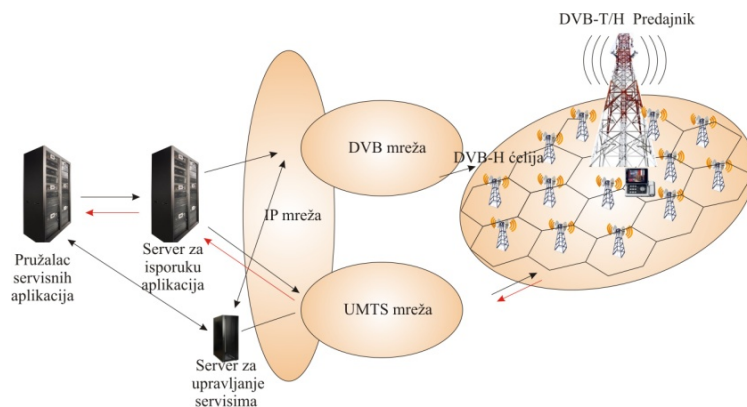 DVB-T/H Predajnik
DVB mreža
DVB-H ćelija
IP mreža
Pružalac
servisnih
aplikacija
Server za
isporuku
aplikacija
UMTS mreža
Server za
upravljanje
servisima